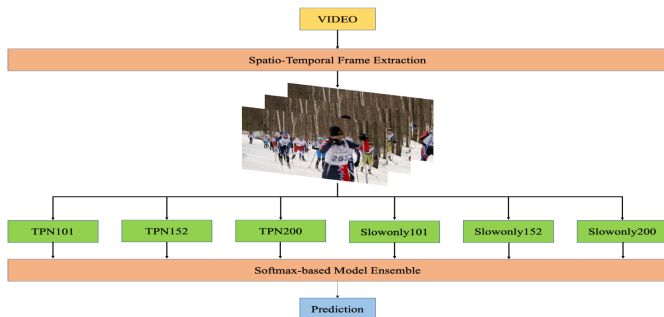 VIDEO
Spatio-Temporal Frame Extraction
TPN101 TPN152 TPN200 Slowonly101 Slowonly152 Slowonly200
Softmax-based Model Ensemble
Prediction